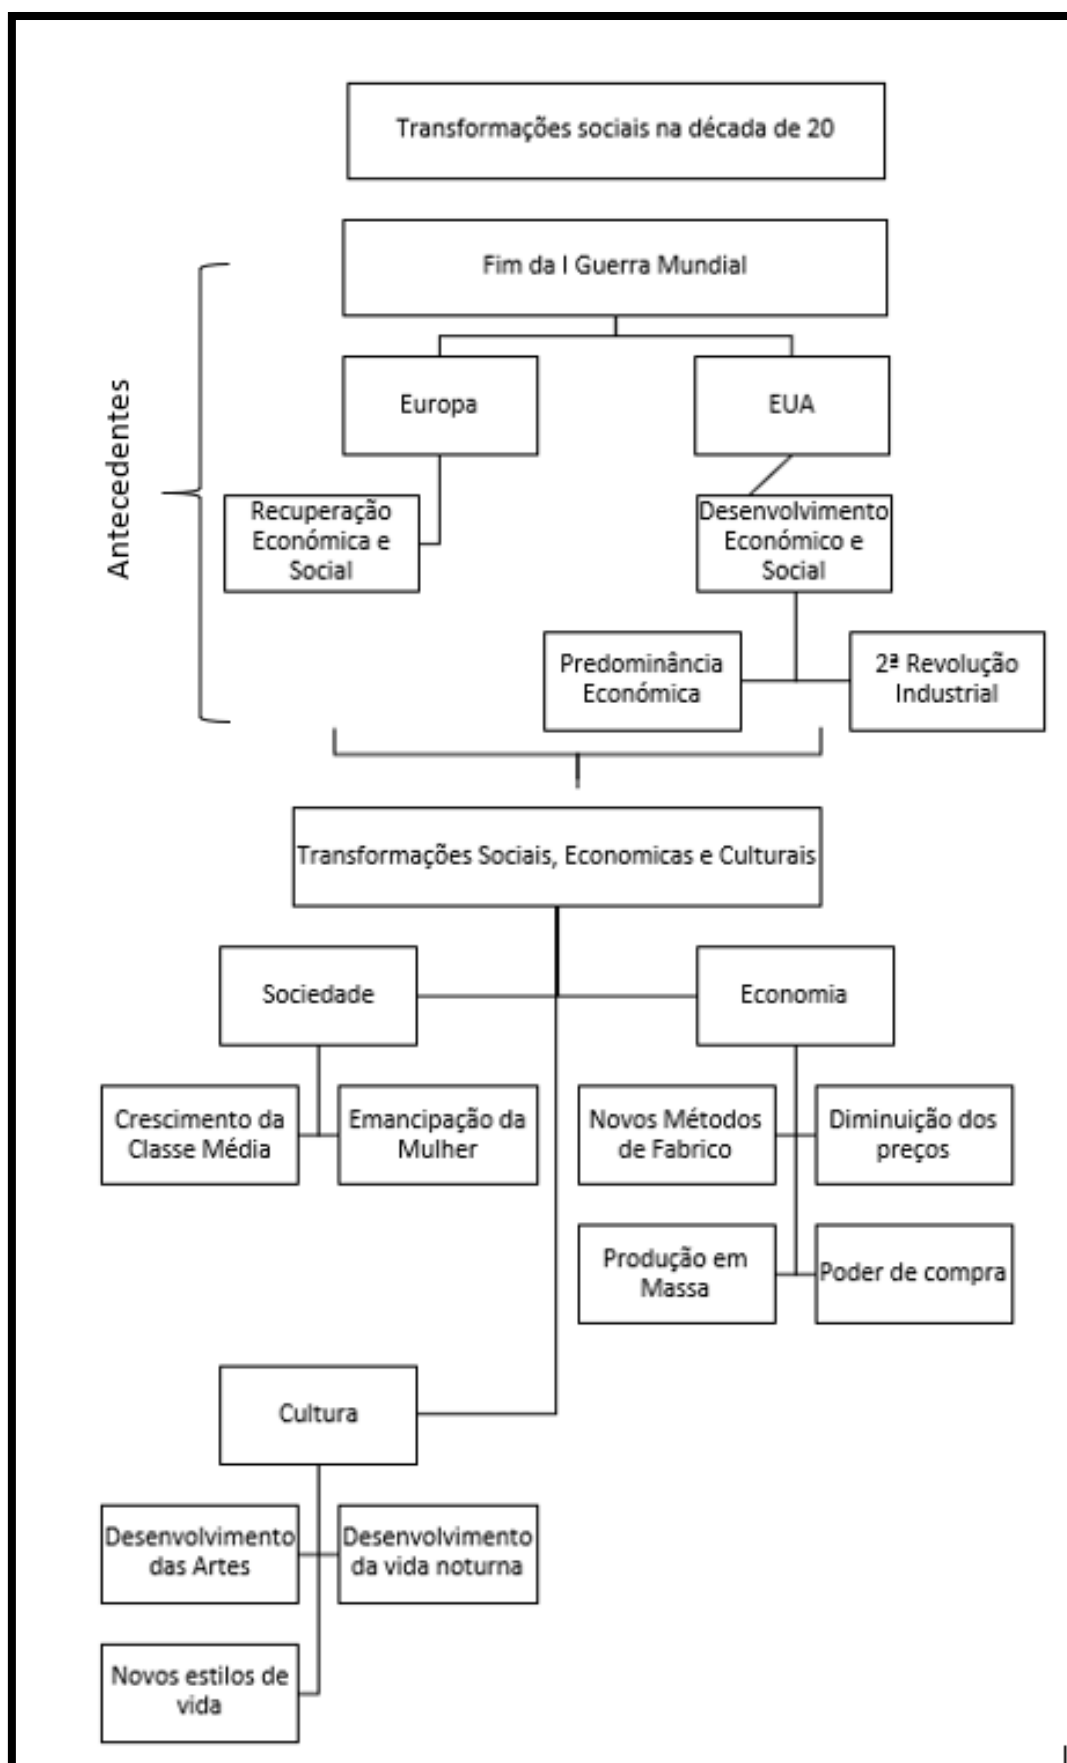 Transformações sociais na década de 20
Fim da I Guerra Mundial
Antecedentes
Europa
EUA
Recuperação
Económica e
Social
Desenvolvimento
Económico e
Social
Predominância
Económica
2ª Revolução
Industrial
Transformações Sociais, Economicas e Culturais
Sociedade
Economia
Crescimento da
Classe Média
Emancipação da
Mulher
Novos Métodos
de Fabrico
Diminuição dos
preços
Produção em
Massa
Poder de compra
Cultura
Desenvolvimento
das Artes
Desenvolvimento
da vida noturna
Novos estilos de
vida